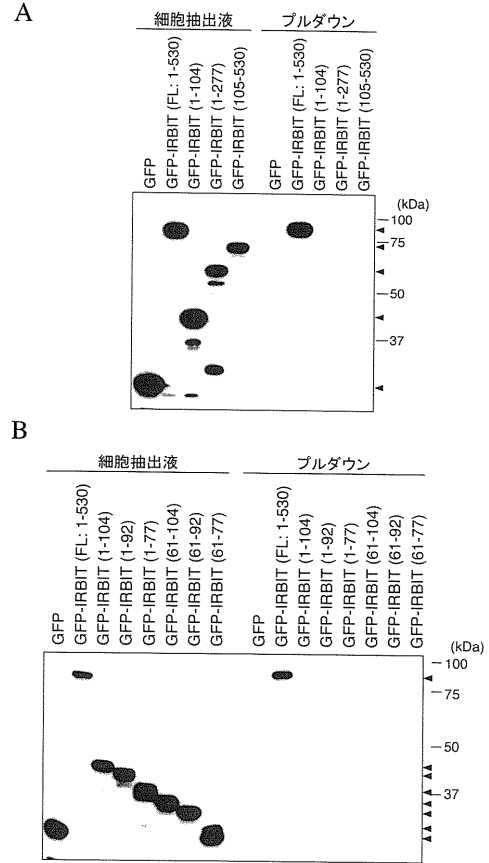 A
細胞抽出液
プルダウン
GFP
GFP-IRBIT (FL: 1-530)
GFP-IRBIT (1-104)
GFP-IRBIT (1-277)
GFP-IRBIT (105-530)
GFP
GFP-IRBIT (FL: 1-530)
GFP-IRBIT (1-104)
GFP-IRBIT (1-277)
GFP-IRBIT (105-530)
(kDa)
100
75
50
37
B
細胞抽出液
プルダウン
GFP
GFP-IRBIT (FL: 1-530)
GFP-IRBIT (1-104)
GFP-IRBIT (1-92)
GFP-IRBIT (1-77)
GFP-IRBIT (61-104)
GFP-IRBIT (61-92)
GFP-IRBIT (61-77)
GFP
GFP-IRBIT (FL: 1-530)
GFP-IRBIT (1-104)
GFP-IRBIT (1-92)
GFP-IRBIT (1-77)
GFP-IRBIT (61-104)
GFP-IRBIT (61-92)
GFP-IRBIT (61-77)
(kDa)
100
75
50
37